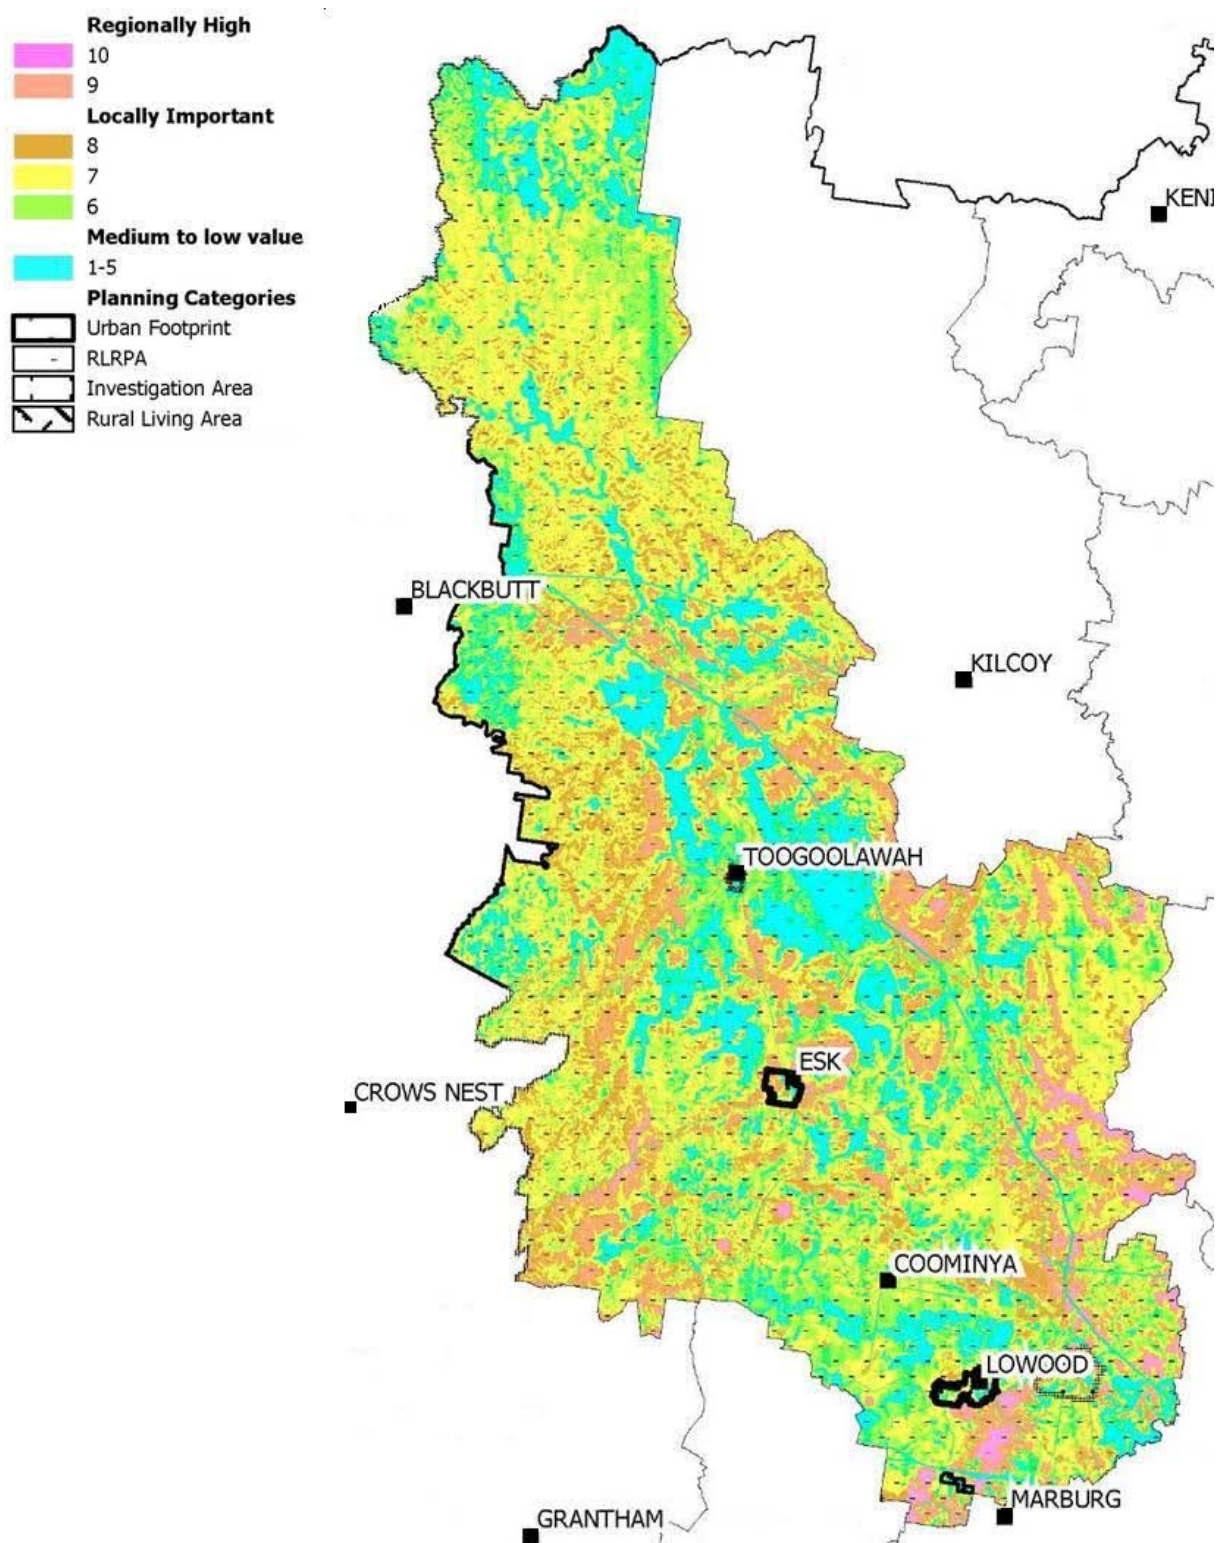 Regionally High
10
9
Locally Important
8
7
6
Medium to low value
1-5
Planning Categories
Urban Footprint
RLRPA
Investigation Area
Rural Living Area
KENI
BLACKBUTT
KILCOY
TOOGOOLAWAH
ESK
CROWS NEST
COOMINYA
LOWOOD
MARBURG
GRANTHAM